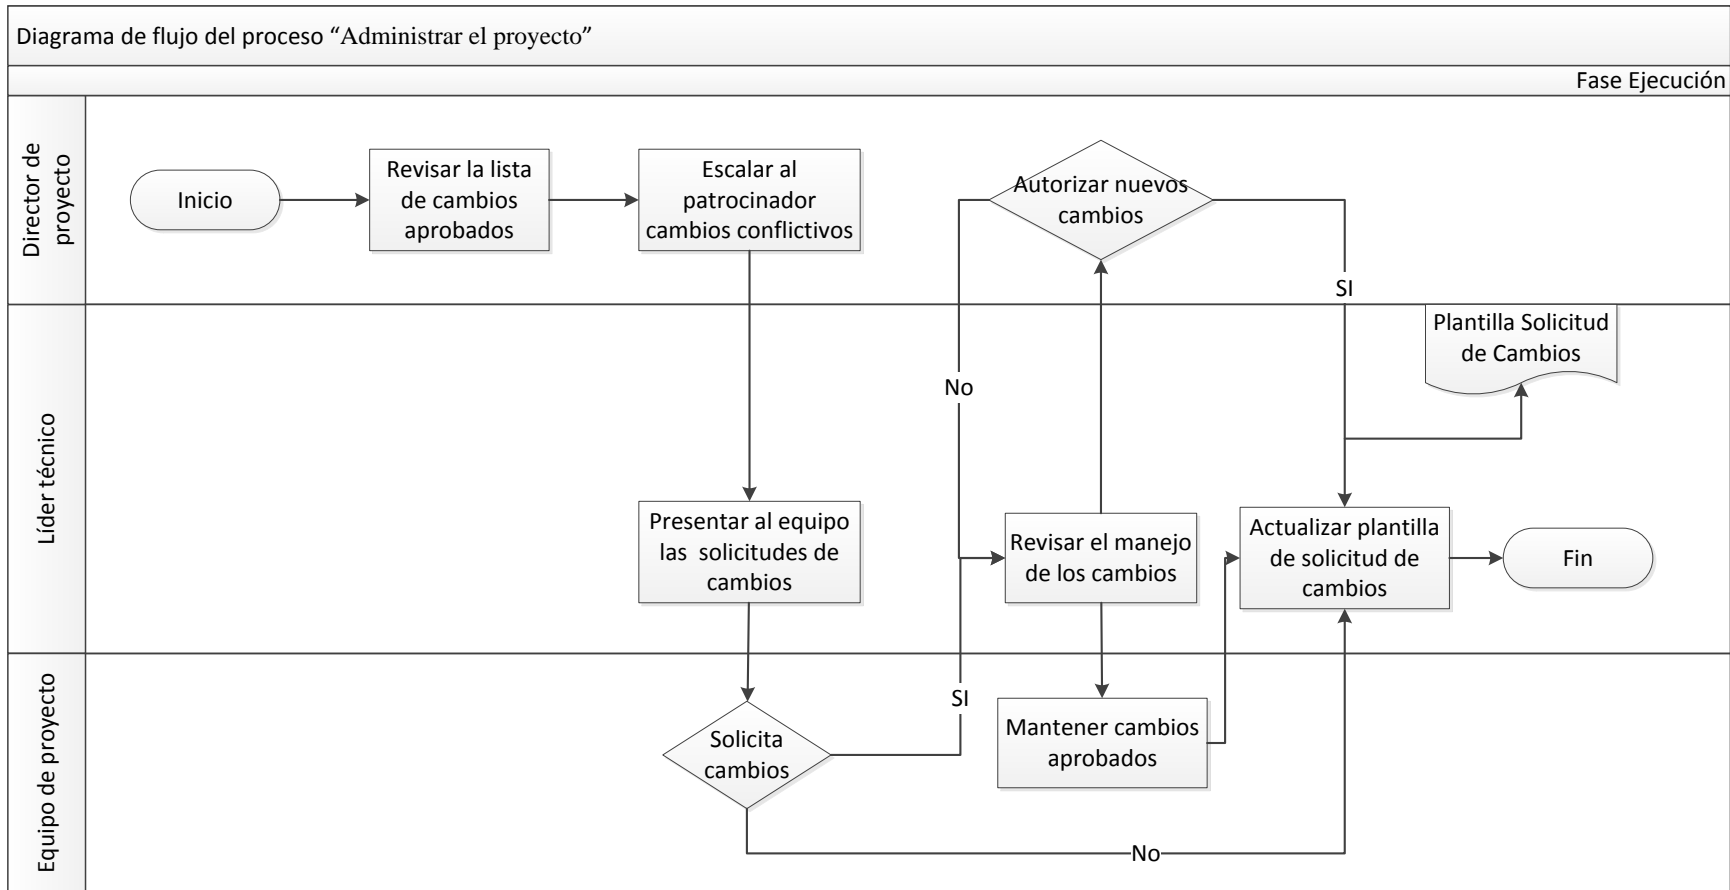 Diagrama de flujo del proceso “Administrar el proyecto”
Fase Ejecución
Director de
proyecto
Inicio
Revisar la lista
de cambios
aprobados
Escalar al
patrocinador
cambios conflictivos
Autorizar nuevos
cambios
SI
No
Líder técnico
Plantilla Solicitud
de Cambios
Presentar al equipo
las solicitudes de
cambios
Revisar el manejo
de los cambios
Actualizar plantilla
de solicitud de
cambios
Fin
Equipo de proyecto
Solicita
cambios
SI
Mantener cambios
aprobados
No